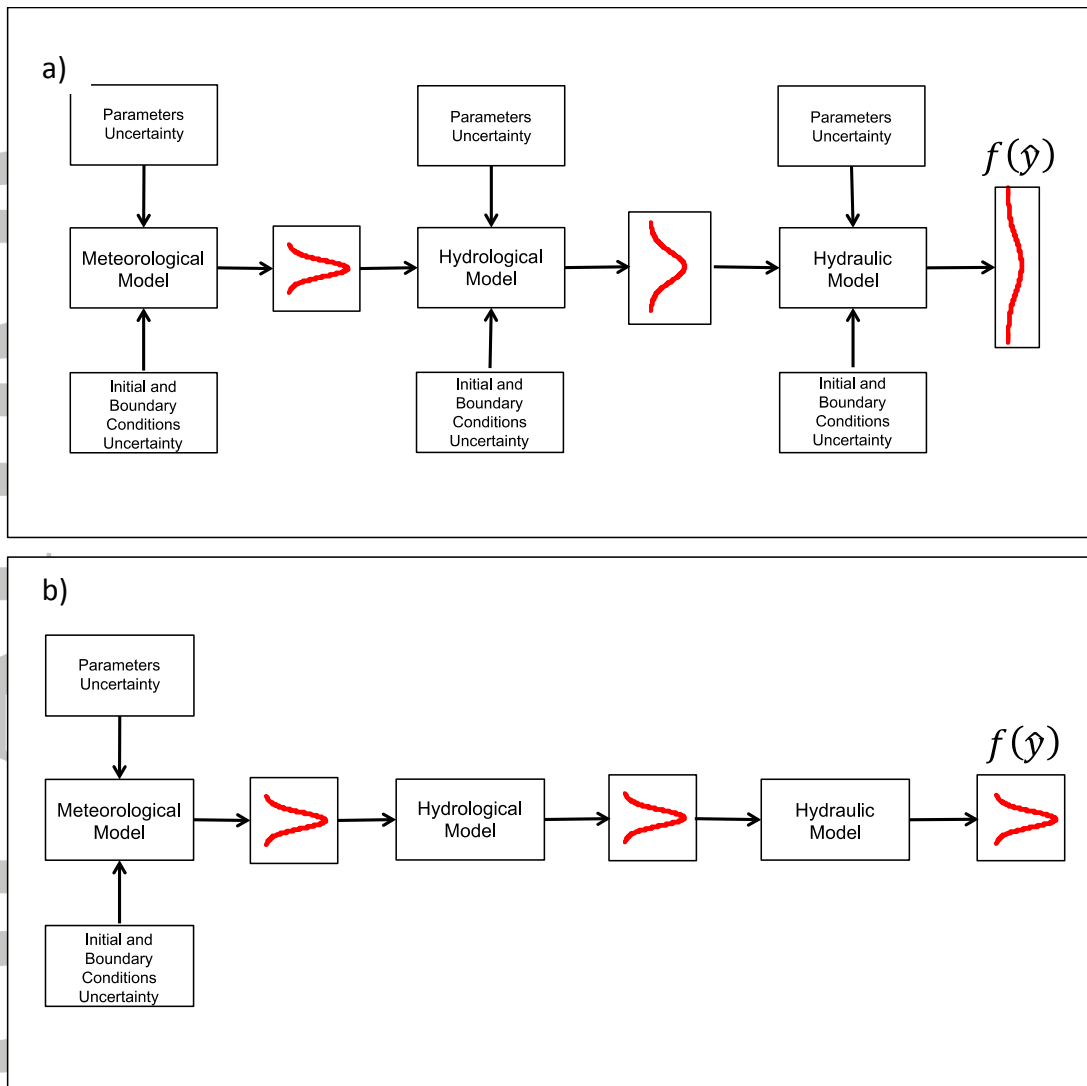 a)
Parameters
Uncertainty
Parameters
Uncertainty
Parameters
Uncertainty
f(ŷ)
Meteorological
Model
Hydrological
Model
Hydraulic
Model
Initial and
Boundary
Conditions
Uncertainty
Initial and
Boundary
Conditions
Uncertainty
Initial and
Boundary
Conditions
Uncertainty
b)
Parameters
Uncertainty
f(ŷ)
Meteorological
Model
Hydrological
Model
Hydraulic
Model
Initial and
Boundary
Conditions
Uncertainty